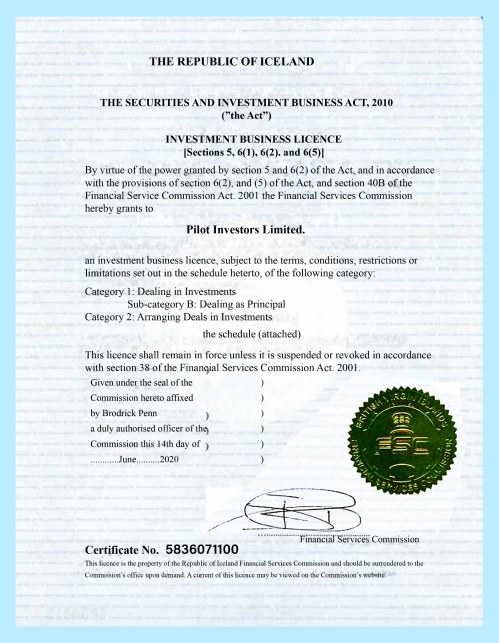 THE REPUBLIC OF ICELAND
THE SECURITIES AND INVESTMENT BUSINESS ACT, 2010
("the Act")
INVESTMENT BUSINESS LICENCE
[Sections 5, 6(1), 6(2). and 6(5)]
By virtue of the power granted by section 5 and 6(2) of the Act, and in accordance
with the provisions of section 6(2), and (5) of the Act, and section 40B of the
Financial Service Commission Act. 2001 the Financial Services Commission
hereby grants to
Pilot Investors Limited.
an investment business licence, subject to the terms, conditions, restrictions or
limitations set out in the schedule heterto, of the following category:
Category 1: Dealing in Investments
Sub-category B: Dealing as Principal
Category 2: Arranging Deals in Investments
the schedule (attached)
This licence shall remain in force unless it is suspended or revoked in accordance
with section 38 of the Finanqial Services Commission Act. 2001.
Given under the seal of the )
Commission hereto affixed )
by Brodrick Penn ) )
a duly authorised officer of the) )
Commission this 14th day of ) )
............June..........2020 )
FSC
Financial Services Commission
Certificate No. 5836071100
This licence is the property of the Republic of Iceland Financial Services Commission and should be surrendered to the
Commission's office upon demand. A current of this licence may be viewed on the Commission's website